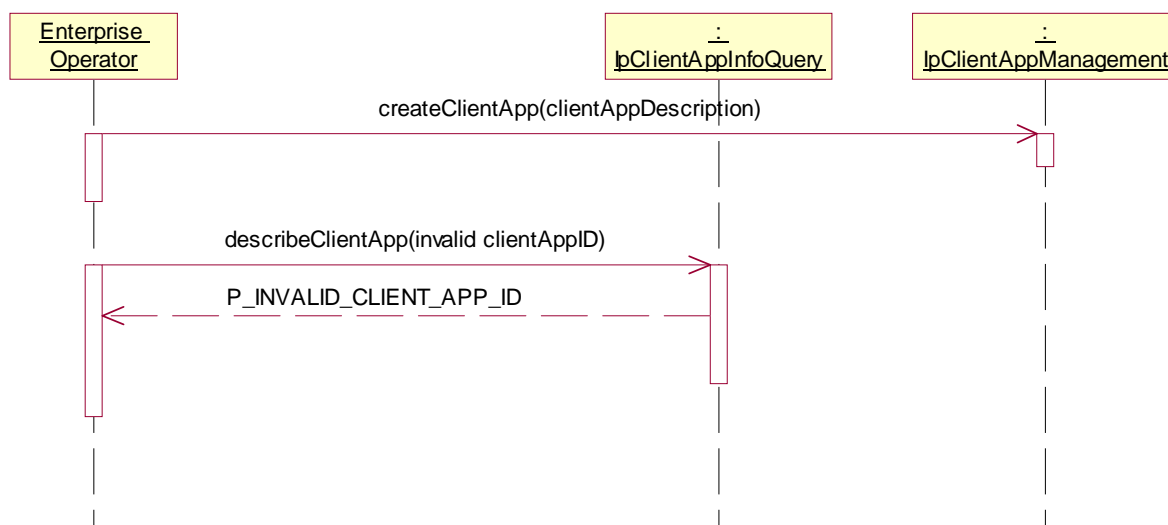 Enterprise
Operator
:
IpClientAppInfoQuery
:
IpClientAppManagement
createClientApp(clientAppDescription)
describeClientApp(invalid clientAppID)
P_INVALID_CLIENT_APP_ID